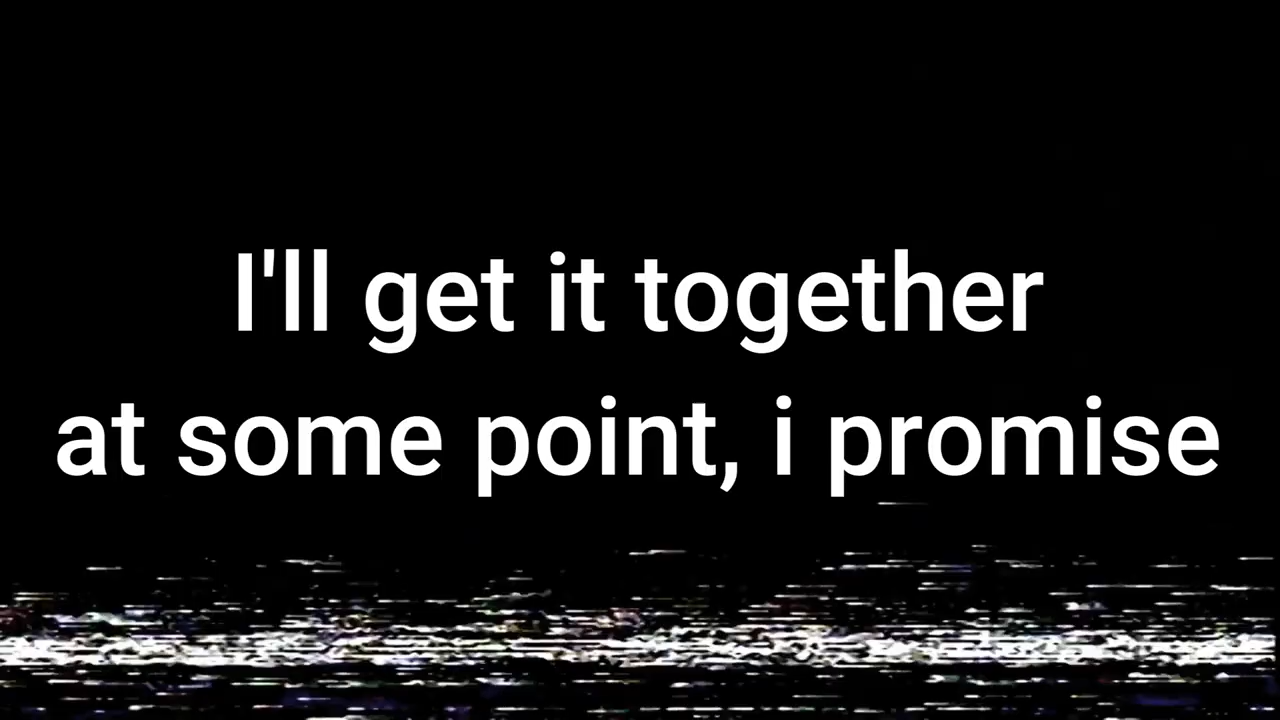 I'll get it together
at some point, i promise